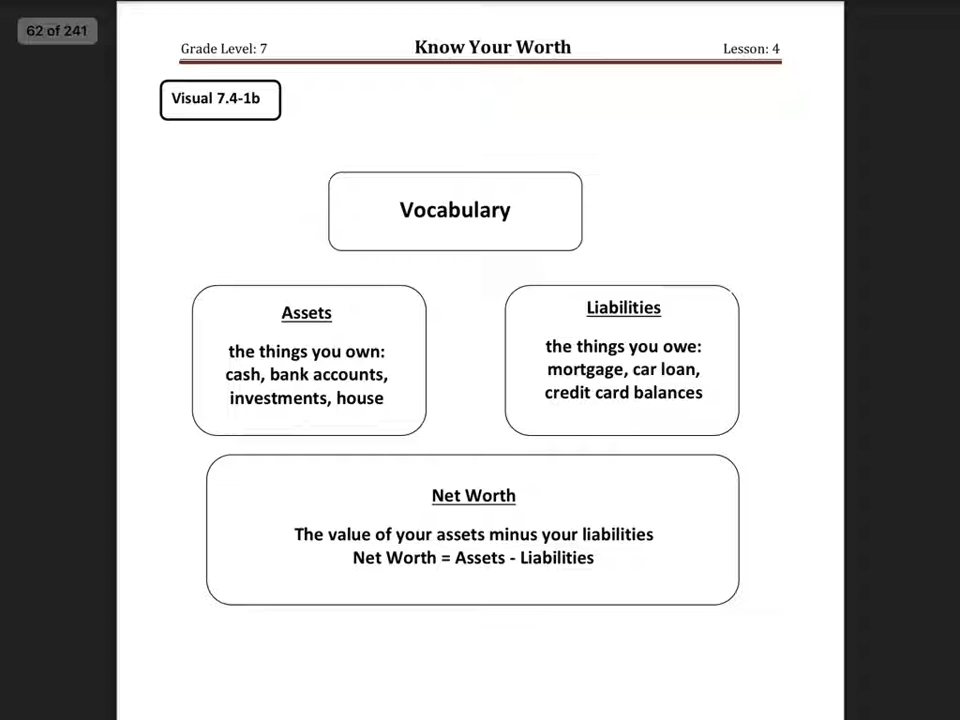 62 of 241
Grade Level: 7 Know Your Worth Lesson: 4
Visual 7.4-1b
Vocabulary
Assets
the things you own:
cash, bank accounts,
investments, house
Liabilities
the things you owe:
mortgage, car loan,
credit card balances
Net Worth
The value of your assets minus your liabilities
Net Worth = Assets - Liabilities